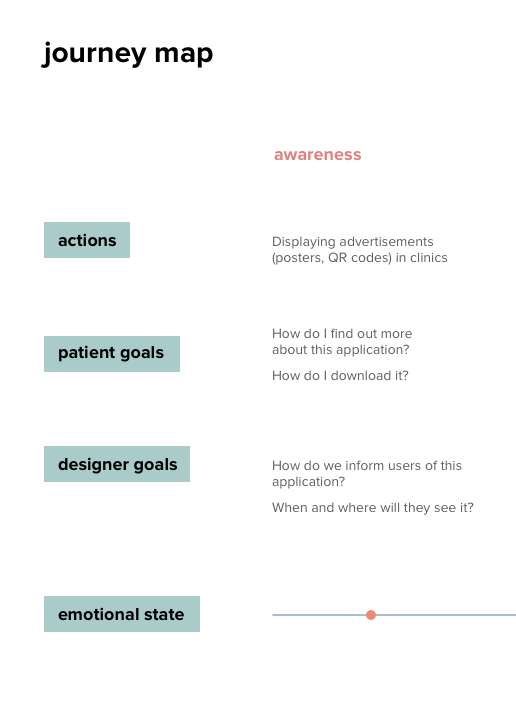 journey map
awareness
actions
Displaying advertisements
(posters, QR codes) in clinics
patient goals
How do I find out more
about this application?
How do I download it?
designer goals
How do we inform users of this
application?
When and where will they see it?
emotional state